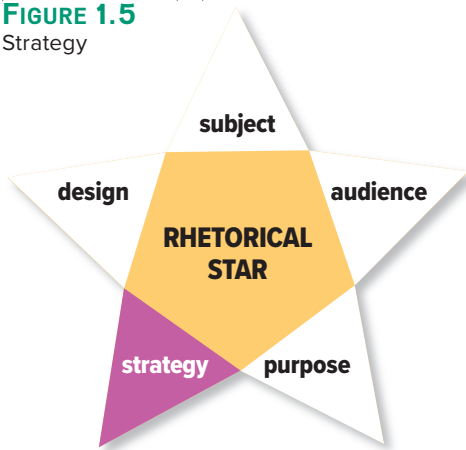 FIGURE 1.5
Strategy
subject
design
audience
RHETORICAL
STAR
strategy
purpose